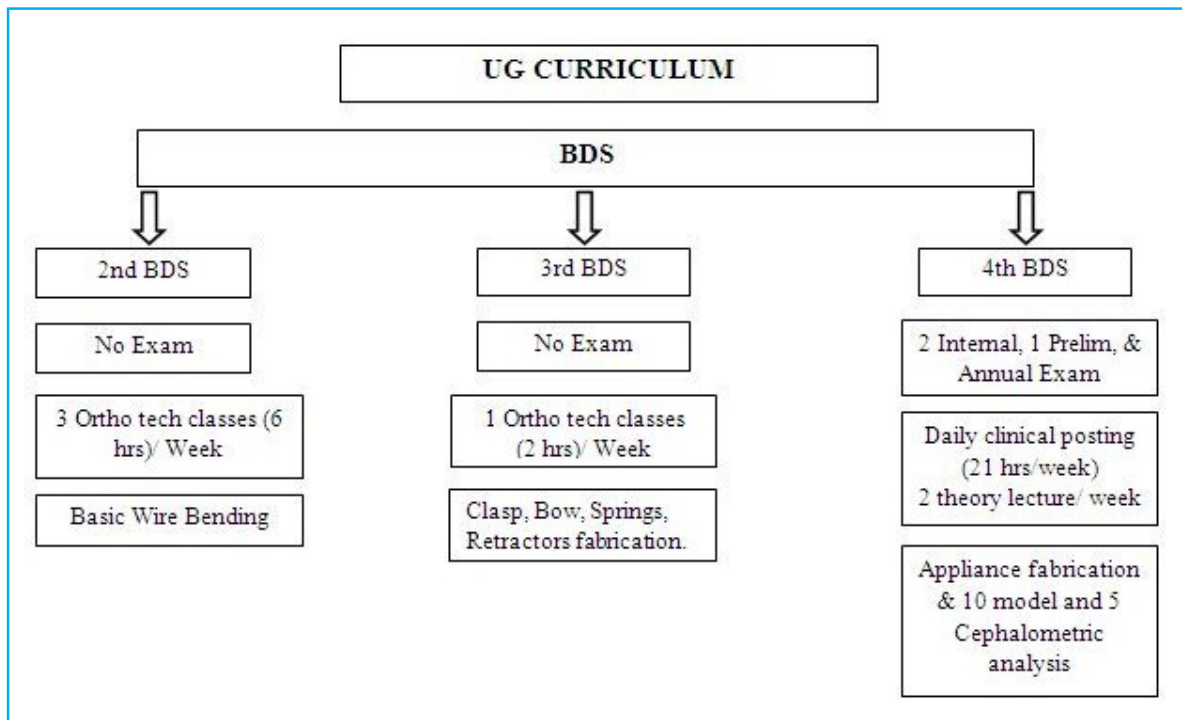 UG CURRICULUM
BDS
2nd BDS
No Exam
3 Ortho tech classes (6
hrs)/ Week
Basic Wire Bending
3rd BDS
No Exam
1 Ortho tech classes
(2 hrs)/ Week
Clasp, Bow, Springs,
Retractors fabrication.
4th BDS
2 Internal, 1 Prelim, &
Annual Exam
Daily clinical posting
(21 hrs/week)
2 theory lecture/ week
Appliance fabrication
& 10 model and 5
Cephalometric
analysis